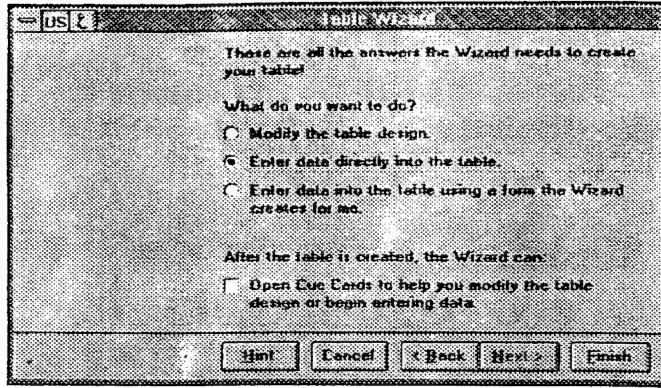 US ع
Table Wizard
These are all the answers the Wizard needs to create
your table!
What do you want to do?
Modify the table design.
Enter data directly into the table.
Enter data into the table using a form the Wizard
creates for me.
After the table is created, the Wizard can:
Open Cue Cards to help you modify the table
design or begin entering data.
Hint Cancel < Back Next > Finish